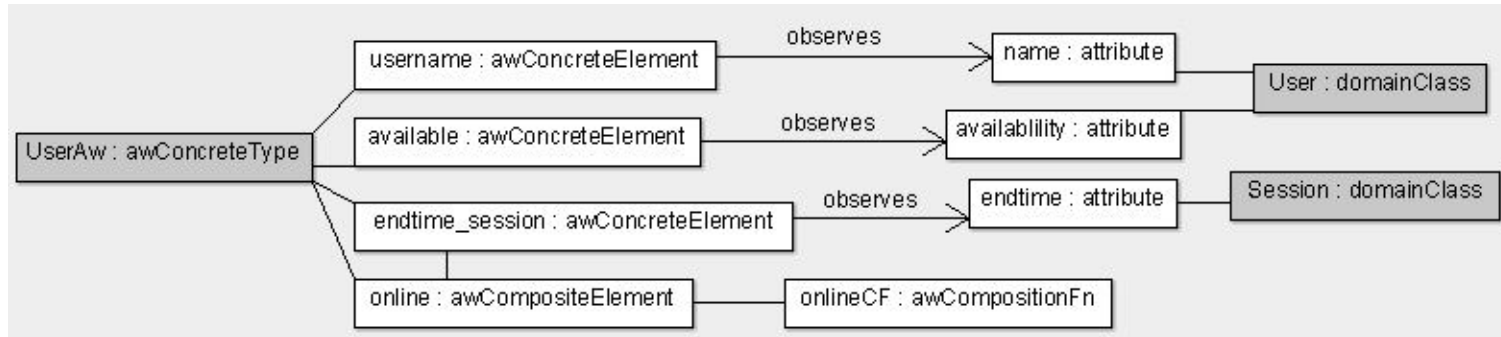 observes
username : awConcreteElement
name : attribute
User : domainClass
observes
available : awConcreteElement
availablility : attribute
UserAw : awConcreteType
observes
endtime : attribute
Session : domainClass
endtime_session : awConcreteElement
online : awCompositeElement
onlineCF : awCompositionFn